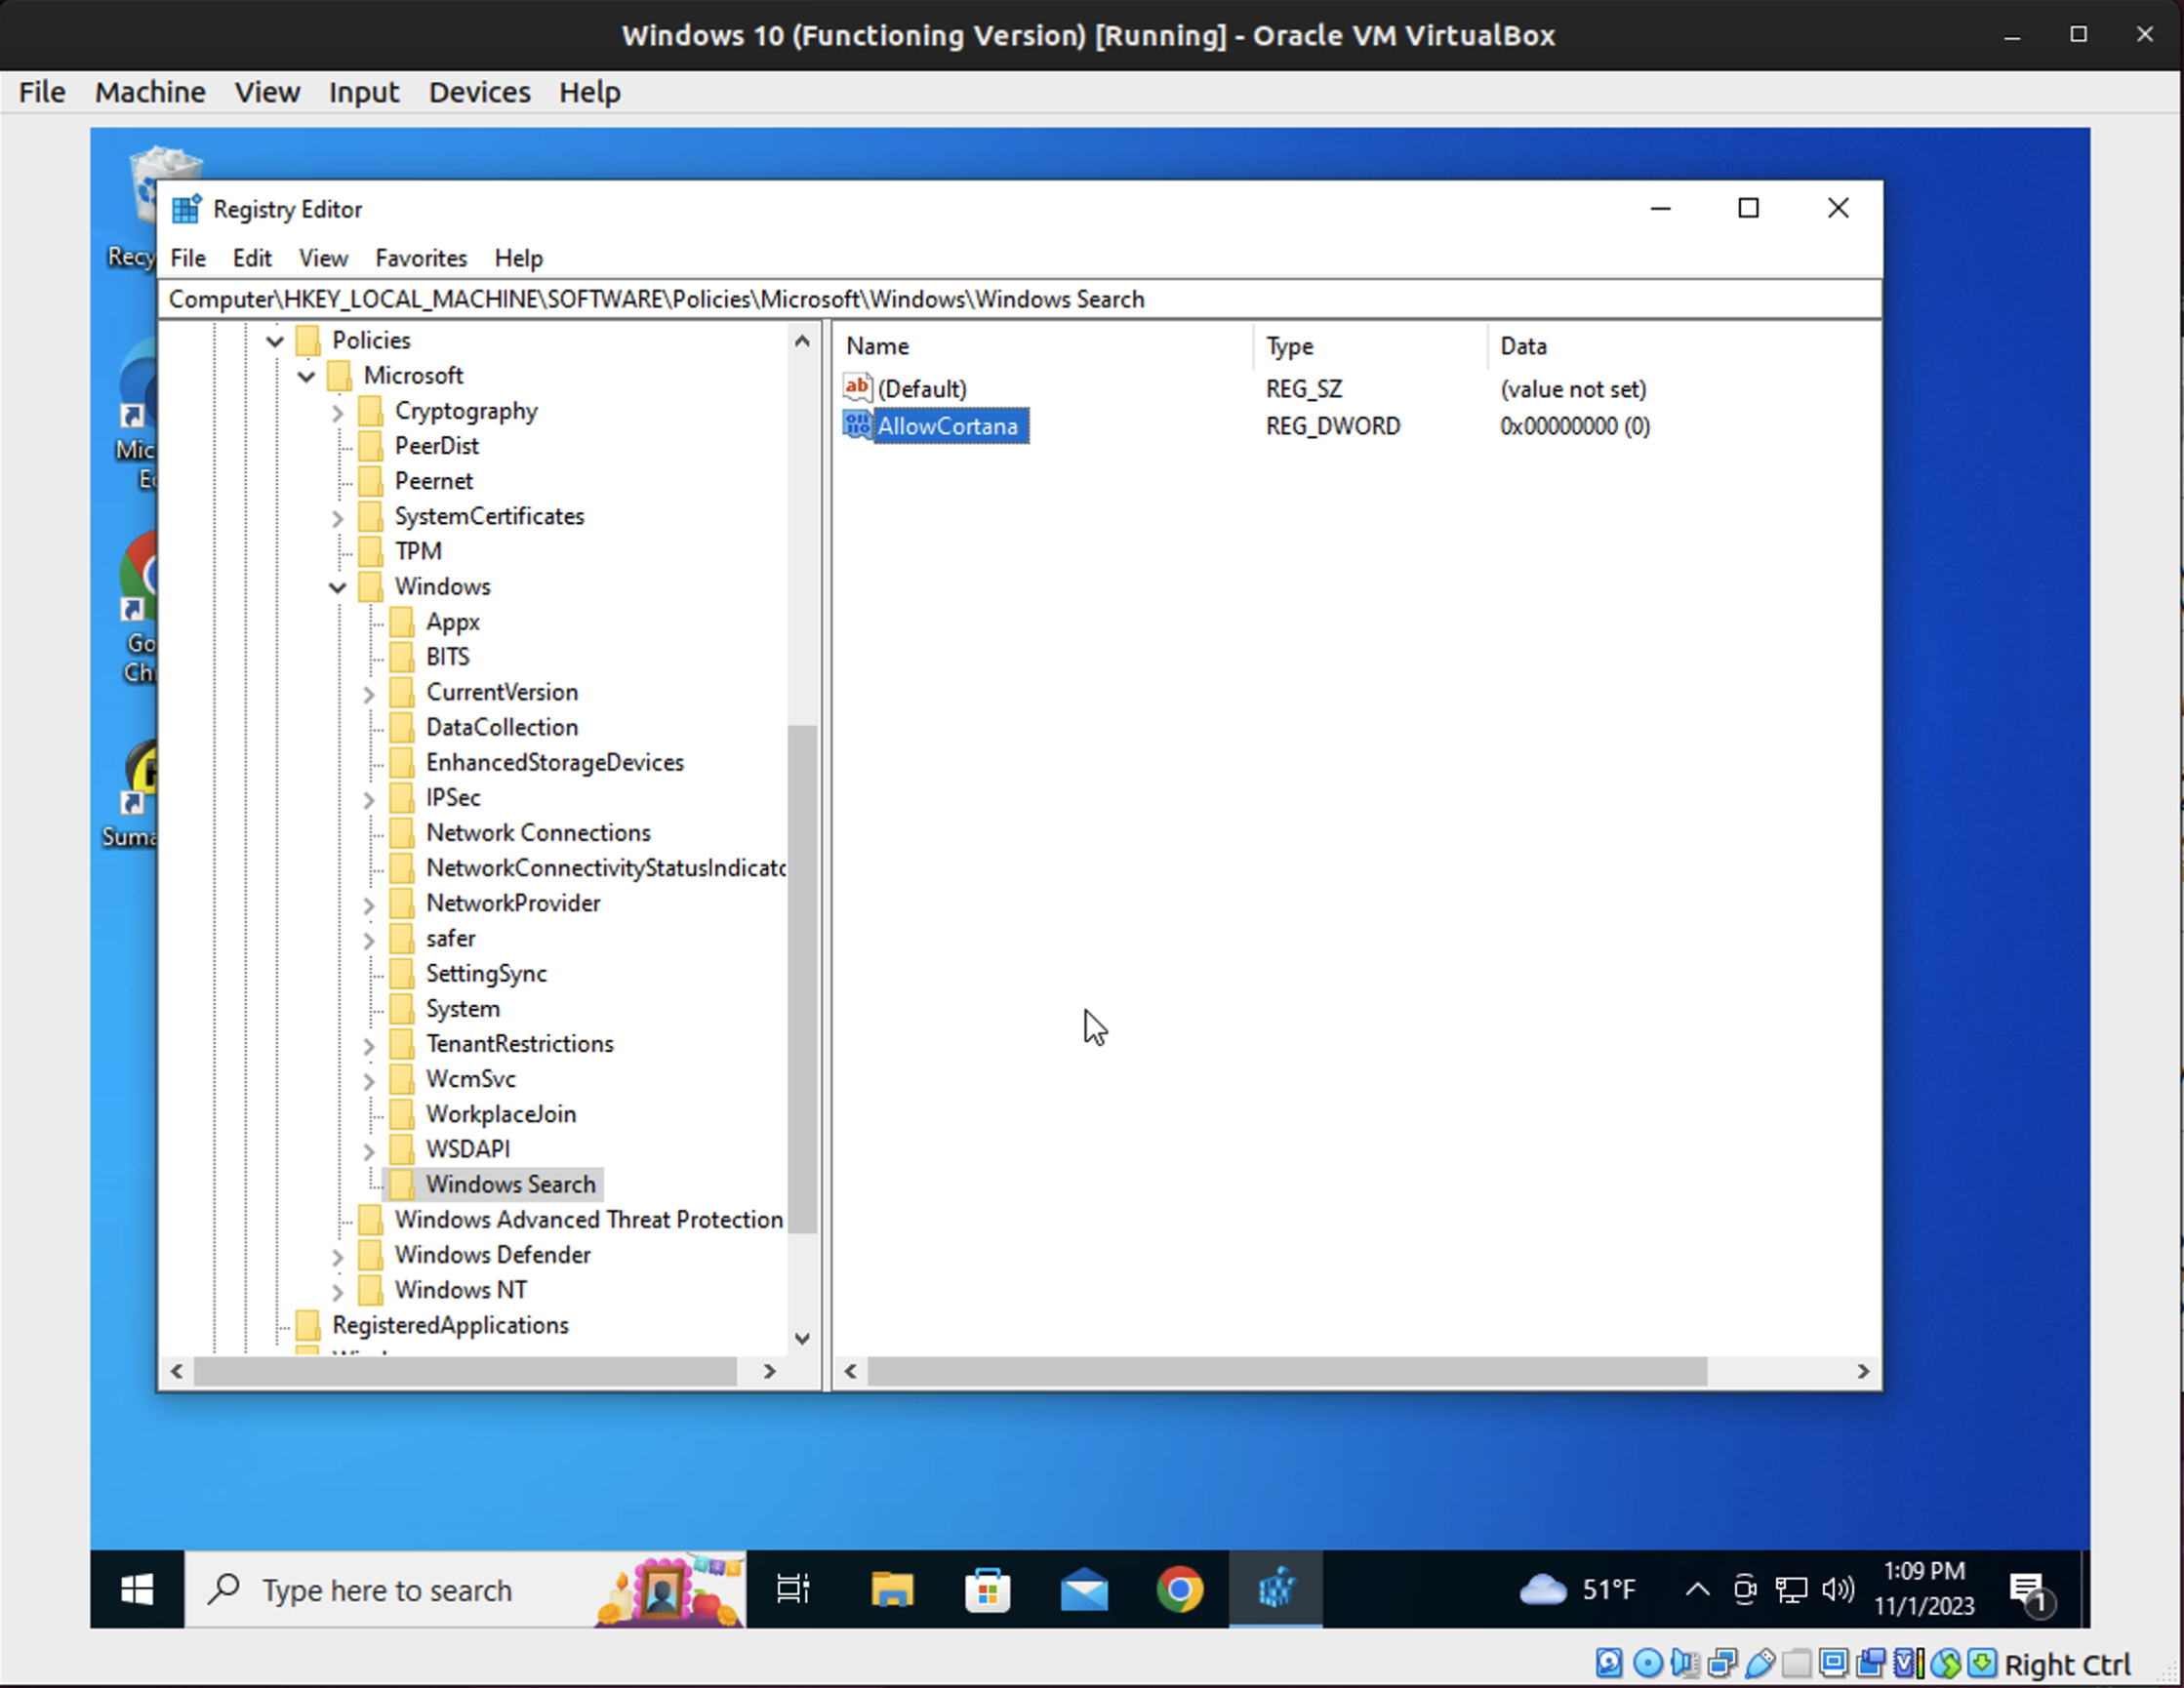 Windows 10 (Functioning Version) [Running] - Oracle VM VirtualBox
File Machine View Input Devices Help
Registry Editor
File Edit View Favorites Help
Computer\HKEY_LOCAL_MACHINE\SOFTWARE\Policies\Microsoft\Windows\Windows Search
Policies
Microsoft
Cryptography
PeerDist
Peernet
SystemCertificates
TPM
Windows
Appx
BITS
CurrentVersion
DataCollection
EnhancedStorageDevices
IPSec
Network Connections
NetworkConnectivityStatusIndicato
NetworkProvider
safer
SettingSync
System
TenantRestrictions
WcmSvc
WorkplaceJoin
WSDAPI
Windows Search
Windows Advanced Threat Protection
Windows Defender
Windows NT
RegisteredApplications
Name Type Data
(Default) REG_SZ (value not set)
AllowCortana REG_DWORD 0x00000000 (0)
Recy
Mic
Ed
Go
Ch
Suma
Type here to search
51°F
1:09 PM
11/1/2023
1
Right Ctrl